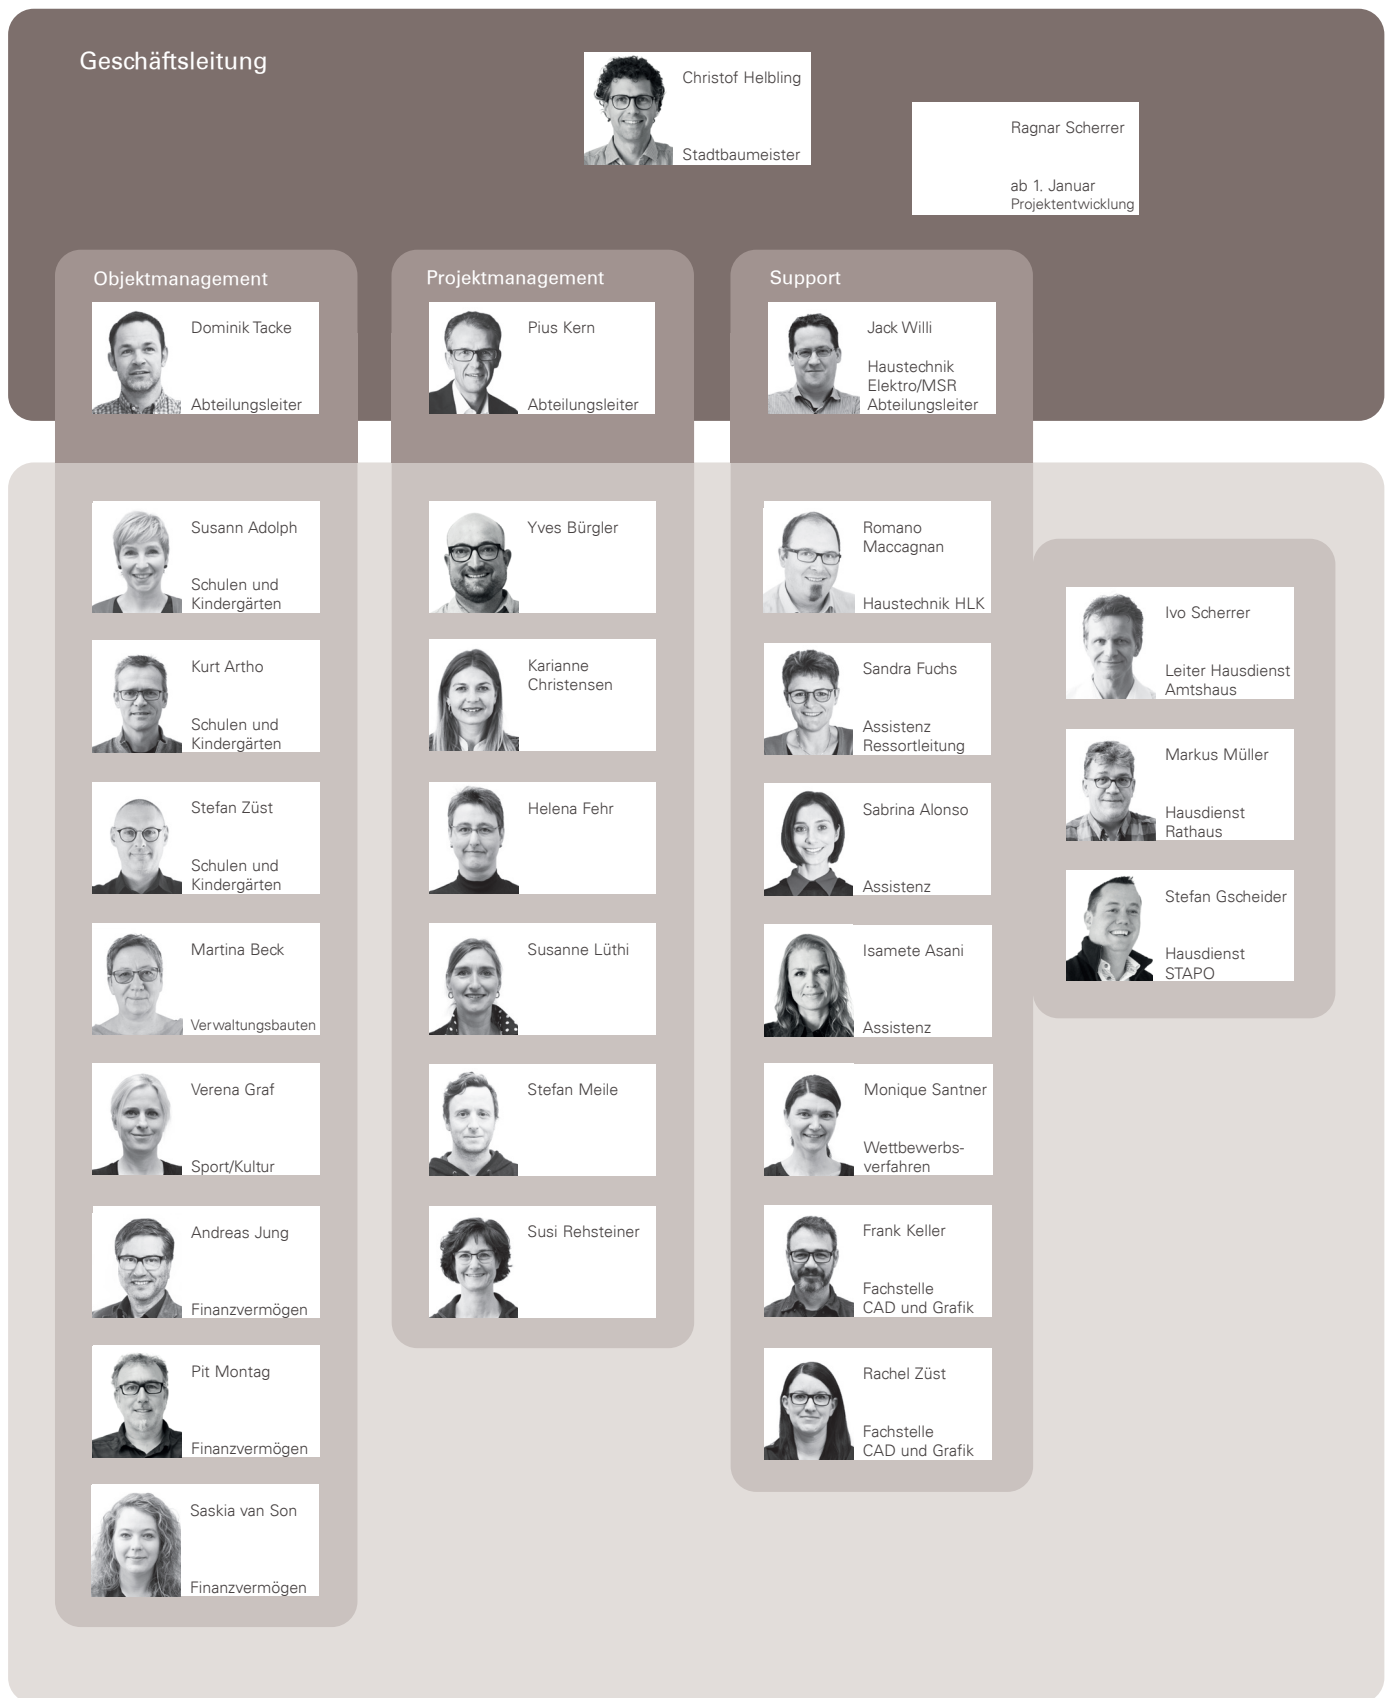 Geschäftsleitung
Christof Helbling
Stadtbaumeister
Ragnar Scherrer
ab 1. Januar
Projektentwicklung
Objektmanagement
Dominik Tacke
Abteilungsleiter
Susann Adolph
Schulen und
Kindergärten
Kurt Artho
Schulen und
Kindergärten
Stefan Züst
Schulen und
Kindergärten
Martina Beck
Verwaltungsbauten
Verena Graf
Sport/Kultur
Andreas Jung
Finanzvermögen
Pit Montag
Finanzvermögen
Saskia van Son
Finanzvermögen
Projektmanagement
Pius Kern
Abteilungsleiter
Yves Bürgler
Karianne
Christensen
Helena Fehr
Susanne Lüthi
Stefan Meile
Susi Rehsteiner
Support
Jack Willi
Haustechnik
Elektro/MSR
Abteilungsleiter
Romano
Maccagnan
Haustechnik HLK
Sandra Fuchs
Assistenz
Ressortleitung
Sabrina Alonso
Assistenz
Isamete Asani
Assistenz
Monique Santner
Wettbewerbs-
verfahren
Frank Keller
Fachstelle
CAD und Grafik
Rachel Züst
Fachstelle
CAD und Grafik
Ivo Scherrer
Leiter Hausdienst
Amtshaus
Markus Müller
Hausdienst
Rathaus
Stefan Gscheider
Hausdienst
STAPO